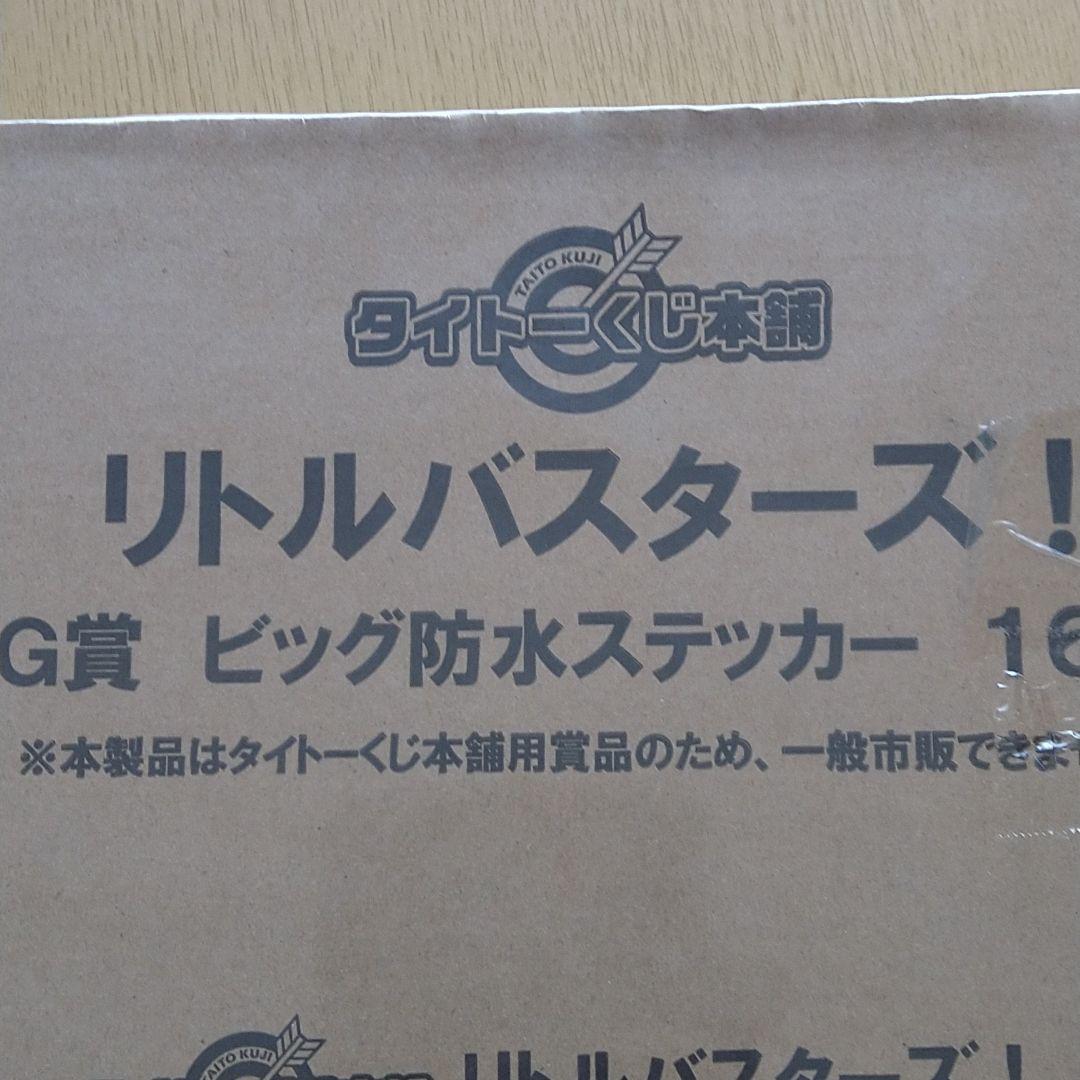 TAITO KUJI
タイトーくじ本舗
リトルバスターズ！
G賞 ビッグ防水ステッカー 16
※本製品はタイトーくじ本舗用賞品のため、一般市販できませ
TAITO KUJI
リトルバスターズ！